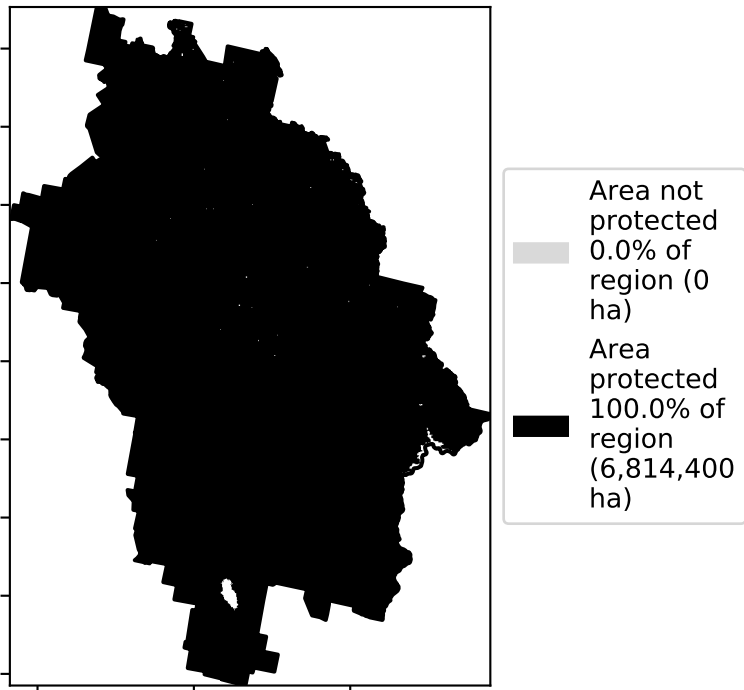 Area not
protected
0.0% of
region (0
ha)
Area
protected
100.0% of
region
(6,814,400
ha)